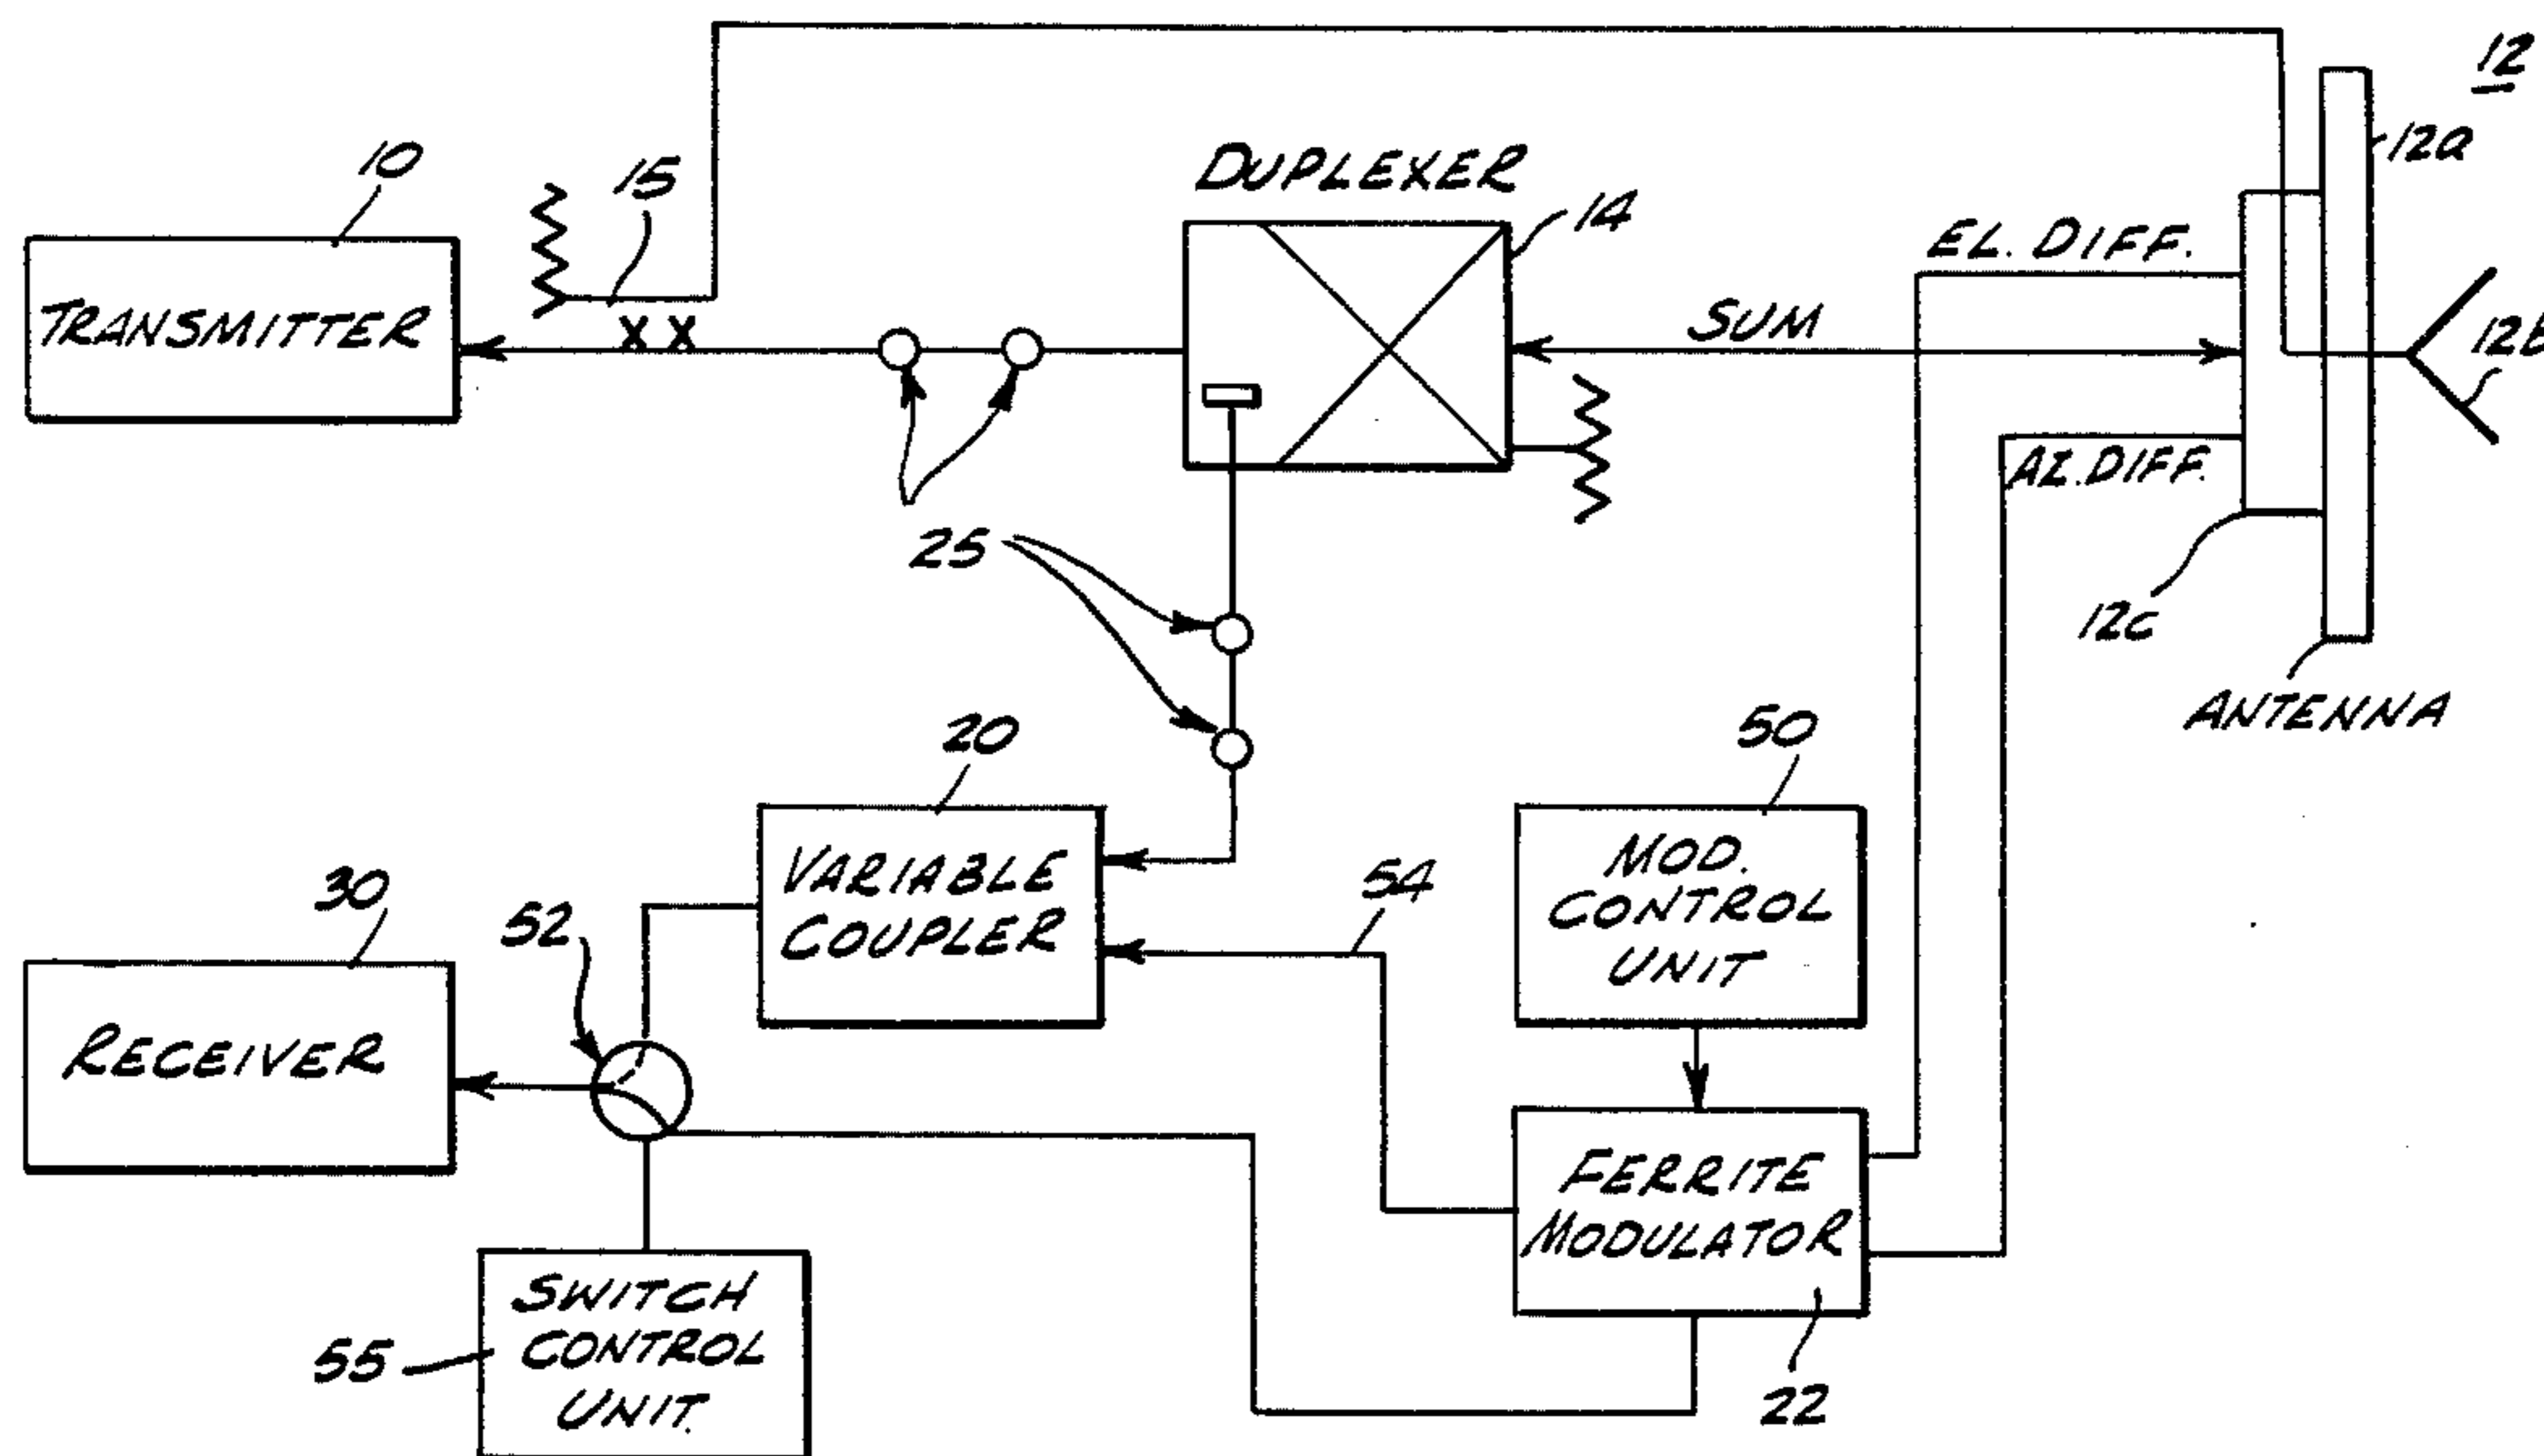 12
12a
10
15
DUPLEXER
14
EL. DIFF.
TRANSMITTER
SUM
12b
AZ. DIFF.
25
12c
ANTENNA
20
50
VARIABLE
COUPLER
MOD.
CONTROL
UNIT
54
30
52
RECEIVER
FERRITE
MODULATOR
SWITCH
CONTROL
UNIT.
55
22